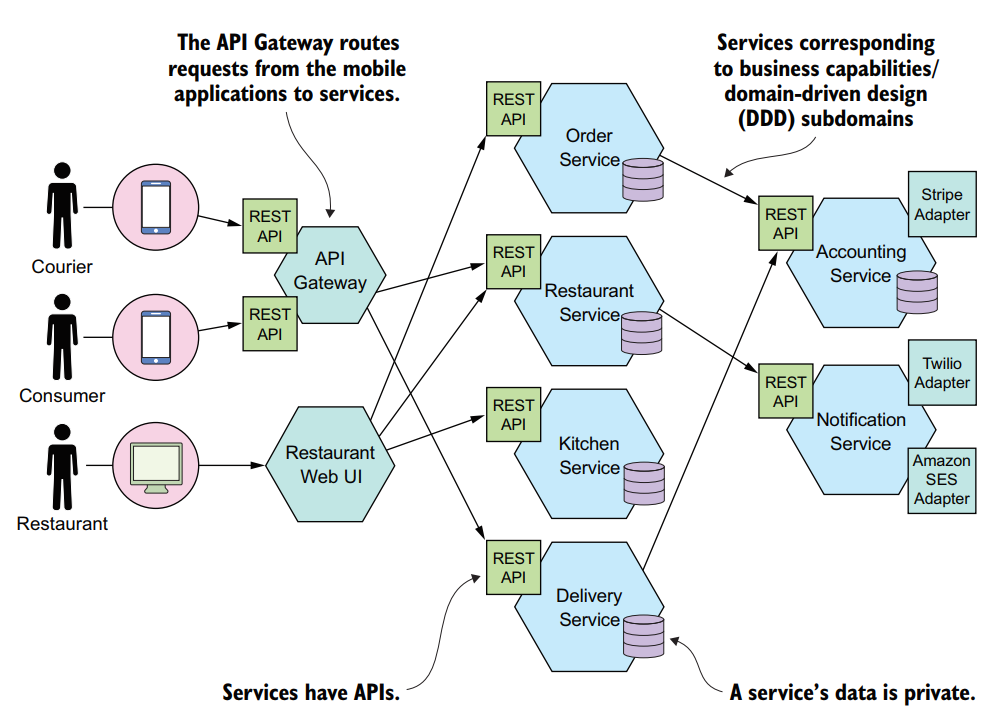 The API Gateway routes
requests from the mobile
applications to services.
Services corresponding
to business capabilities/
domain-driven design
(DDD) subdomains
REST
API
Order
Service
Stripe
Adapter
REST
API
REST
API
Courier
API
Gateway
REST
API
Restaurant
Service
Accounting
Service
REST
API
Consumer
Twilio
Adapter
REST
API
REST
API
Kitchen
Service
Notification
Service
Restaurant
Web UI
Amazon
SES
Adapter
Restaurant
REST
API
Delivery
Service
Services have APIs.
A service's data is private.